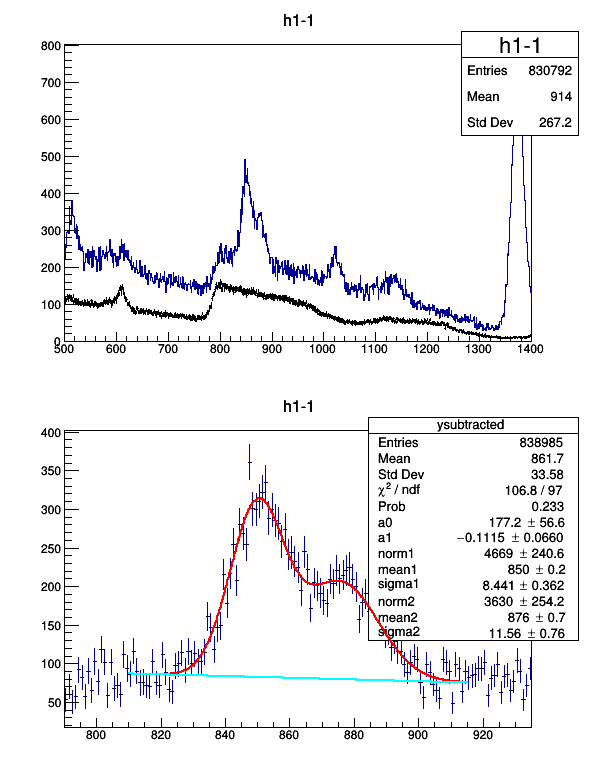 h1-1
h1-1
Entries 830792
Mean 914
Std Dev 267.2
800
700
600
500
400
300
200
100
0
500 600 700 800 900 1000 1100 1200 1300 1400
h1-1
ysubtracted
Entries 838985
Mean 861.7
Std Dev 33.58
χ² / ndf 106.8 / 97
Prob 0.233
a0 177.2 ± 56.6
a1 −0.1115 ± 0.0660
norm1 4669 ± 240.6
mean1 850 ± 0.2
sigma1 8.441 ± 0.362
norm2 3630 ± 254.2
mean2 876 ± 0.7
sigma2 11.56 ± 0.76
400
350
300
250
200
150
100
50
800 820 840 860 880 900 920